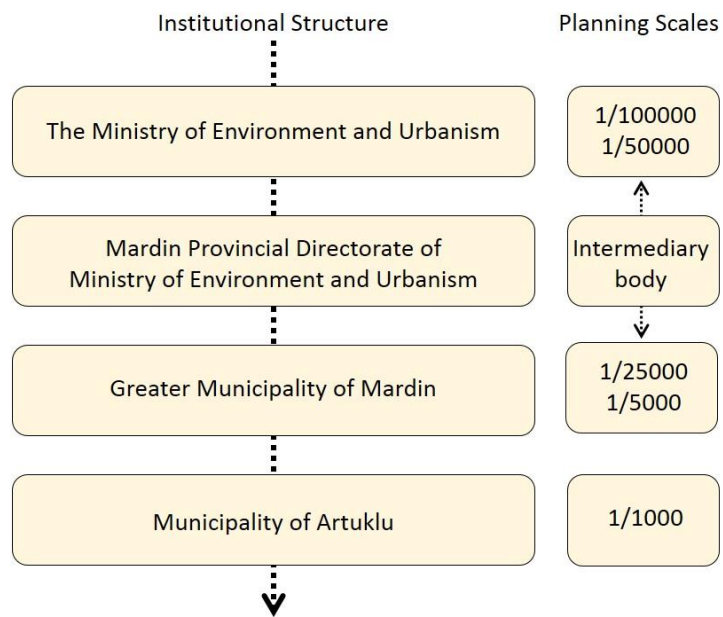 Institutional Structure
Planning Scales
The Ministry of Environment and Urbanism
1/100000
1/50000
Mardin Provincial Directorate of
Ministry of Environment and Urbanism
Intermediary
body
Greater Municipality of Mardin
1/25000
1/5000
Municipality of Artuklu
1/1000